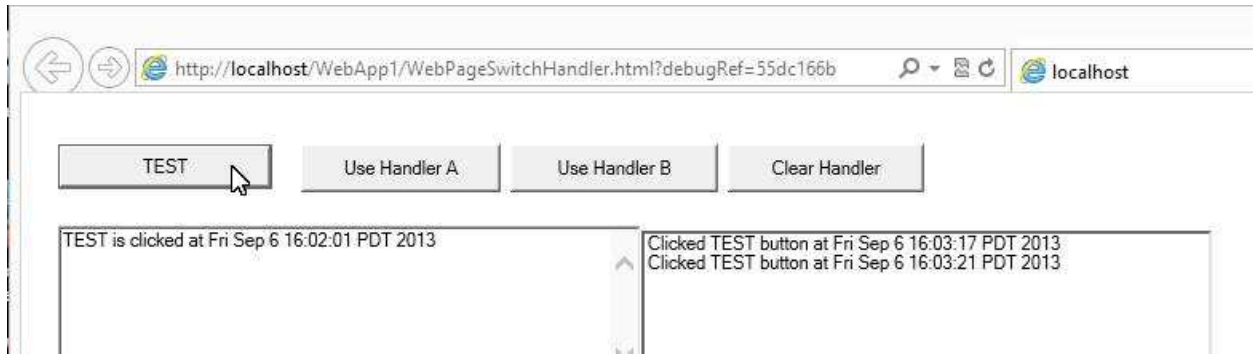 http://localhost/WebApp1/WebPageSwitchHandler.html?debugRef=55dc166b
localhost
TEST
Use Handler A
Use Handler B
Clear Handler
TEST is clicked at Fri Sep 6 16:02:01 PDT 2013
Clicked TEST button at Fri Sep 6 16:03:17 PDT 2013
Clicked TEST button at Fri Sep 6 16:03:21 PDT 2013